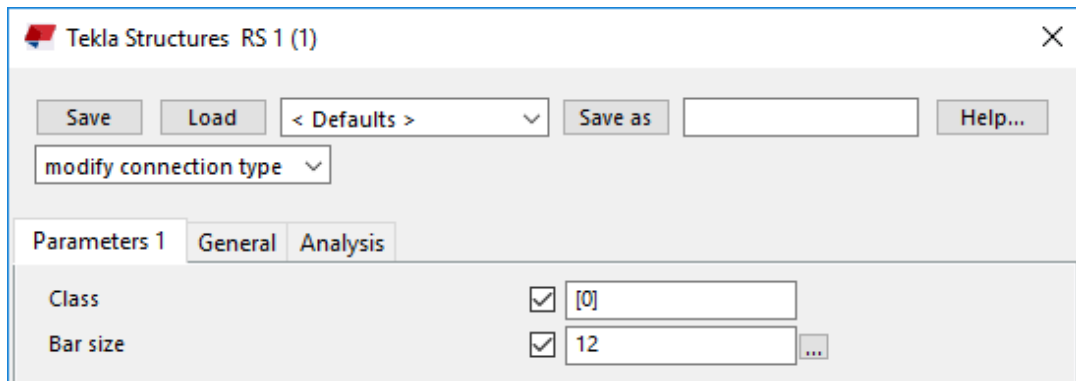 Tekla Structures RS 1 (1)
Save Load < Defaults > Save as Help...
modify connection type
Parameters 1 General Analysis
Class [0]
Bar size 12 ...